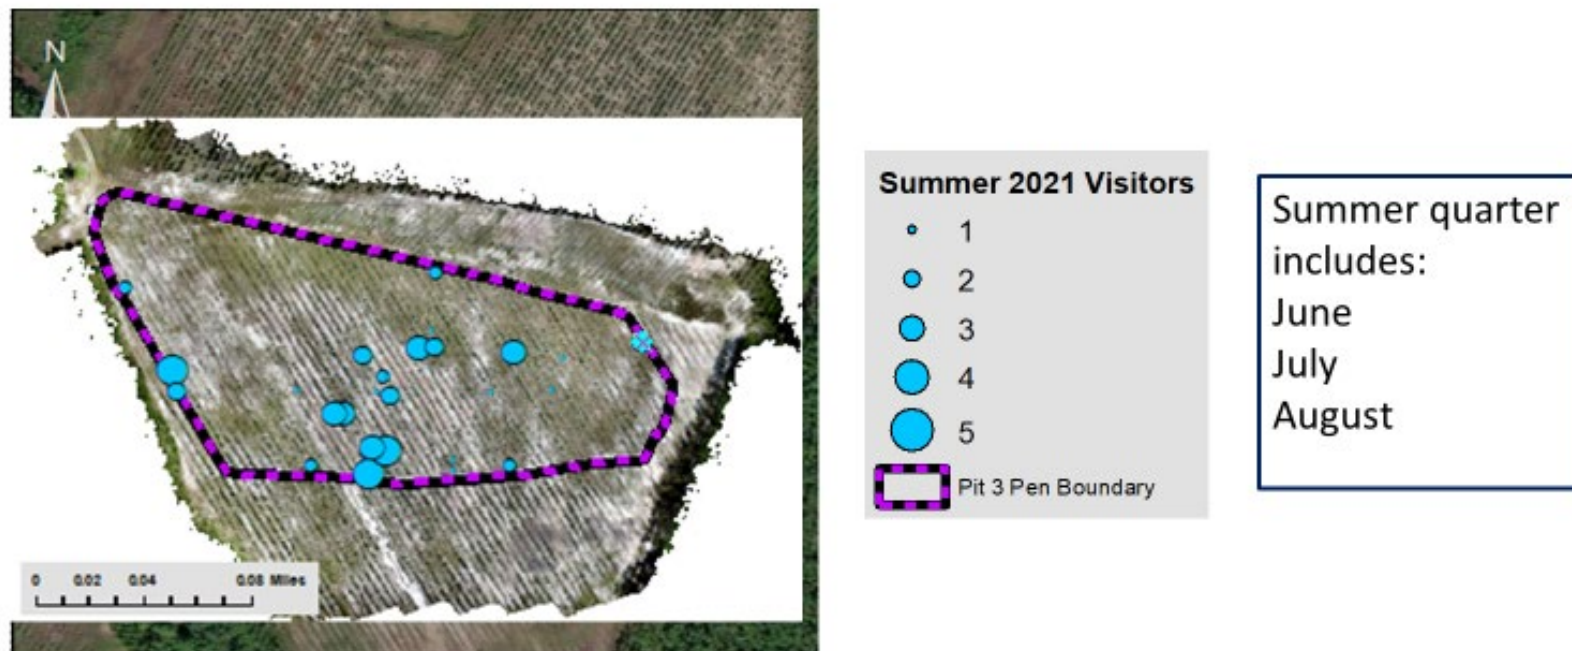 N
0 0.02 0.04 0.08 Miles
Summer 2021 Visitors
1
2
3
4
5
Pit 3 Pen Boundary
Summer quarter
includes:
June
July
August